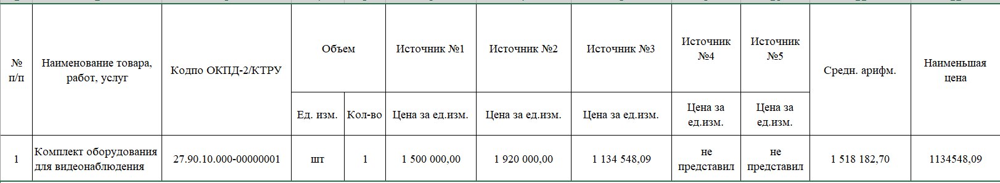 №
п/п
Наименование товара,
работ, услуг
Кодпо ОКПД-2/КТРУ
Объем
Источник №1
Источник №2
Источник №3
Источник
№4
Источник
№5
Средн. арифм.
Наименьшая
цена
Ед. изм.
Кол-во
Цена за ед.изм.
Цена за ед.изм.
Цена за ед.изм.
Цена за
ед.изм.
Цена за
ед.изм.
1
Комплект оборудования
для видеонаблюдения
27.90.10.000-00000001
шт
1
1 500 000,00
1 920 000,00
1 134 548,09
не
представил
не
представил
1 518 182,70
1134548,09